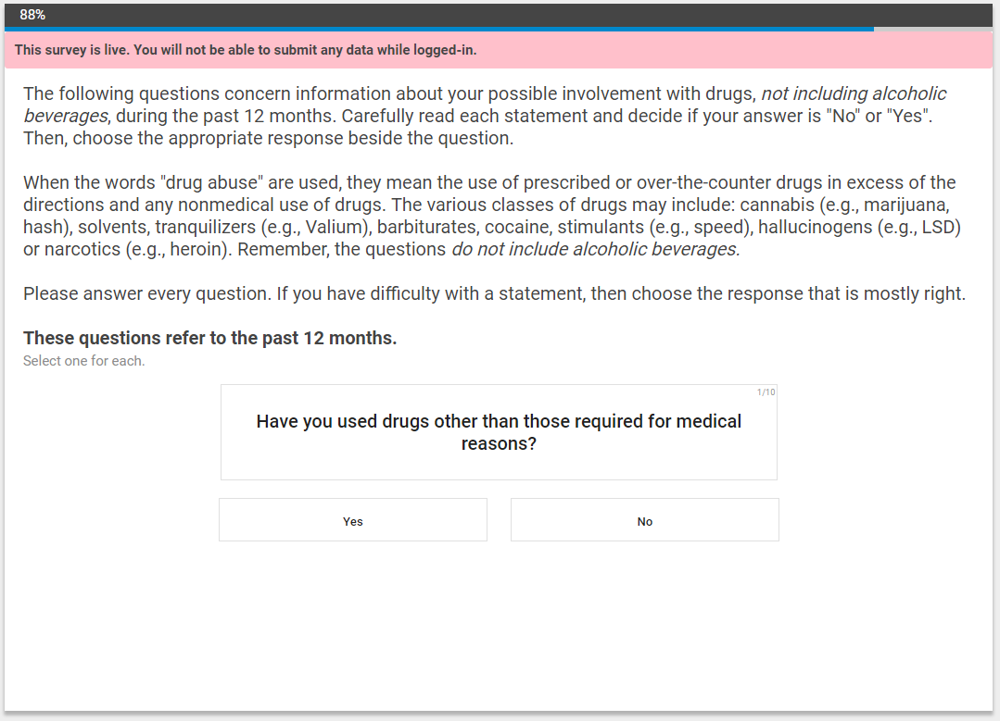 88%
This survey is live. You will not be able to submit any data while logged-in.
The following questions concern information about your possible involvement with drugs, not including alcoholic
beverages, during the past 12 months. Carefully read each statement and decide if your answer is "No" or "Yes".
Then, choose the appropriate response beside the question.
When the words "drug abuse" are used, they mean the use of prescribed or over-the-counter drugs in excess of the
directions and any nonmedical use of drugs. The various classes of drugs may include: cannabis (e.g., marijuana,
hash), solvents, tranquilizers (e.g., Valium), barbiturates, cocaine, stimulants (e.g., speed), hallucinogens (e.g., LSD)
or narcotics (e.g., heroin). Remember, the questions do not include alcoholic beverages.
Please answer every question. If you have difficulty with a statement, then choose the response that is mostly right.
These questions refer to the past 12 months.
Select one for each.
1/10
Have you used drugs other than those required for medical
reasons?
Yes
No